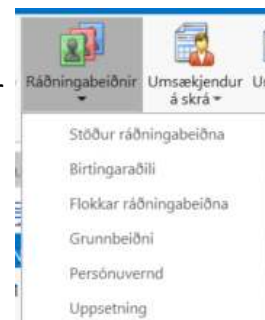 Ráðningabeiðnir
Umsækjendur
á skrá
Stöður ráðningabeiðna
Birtingaraðili
Flokkar ráðningabeiðna
Grunnbeiðni
Persónuvernd
Uppsetning